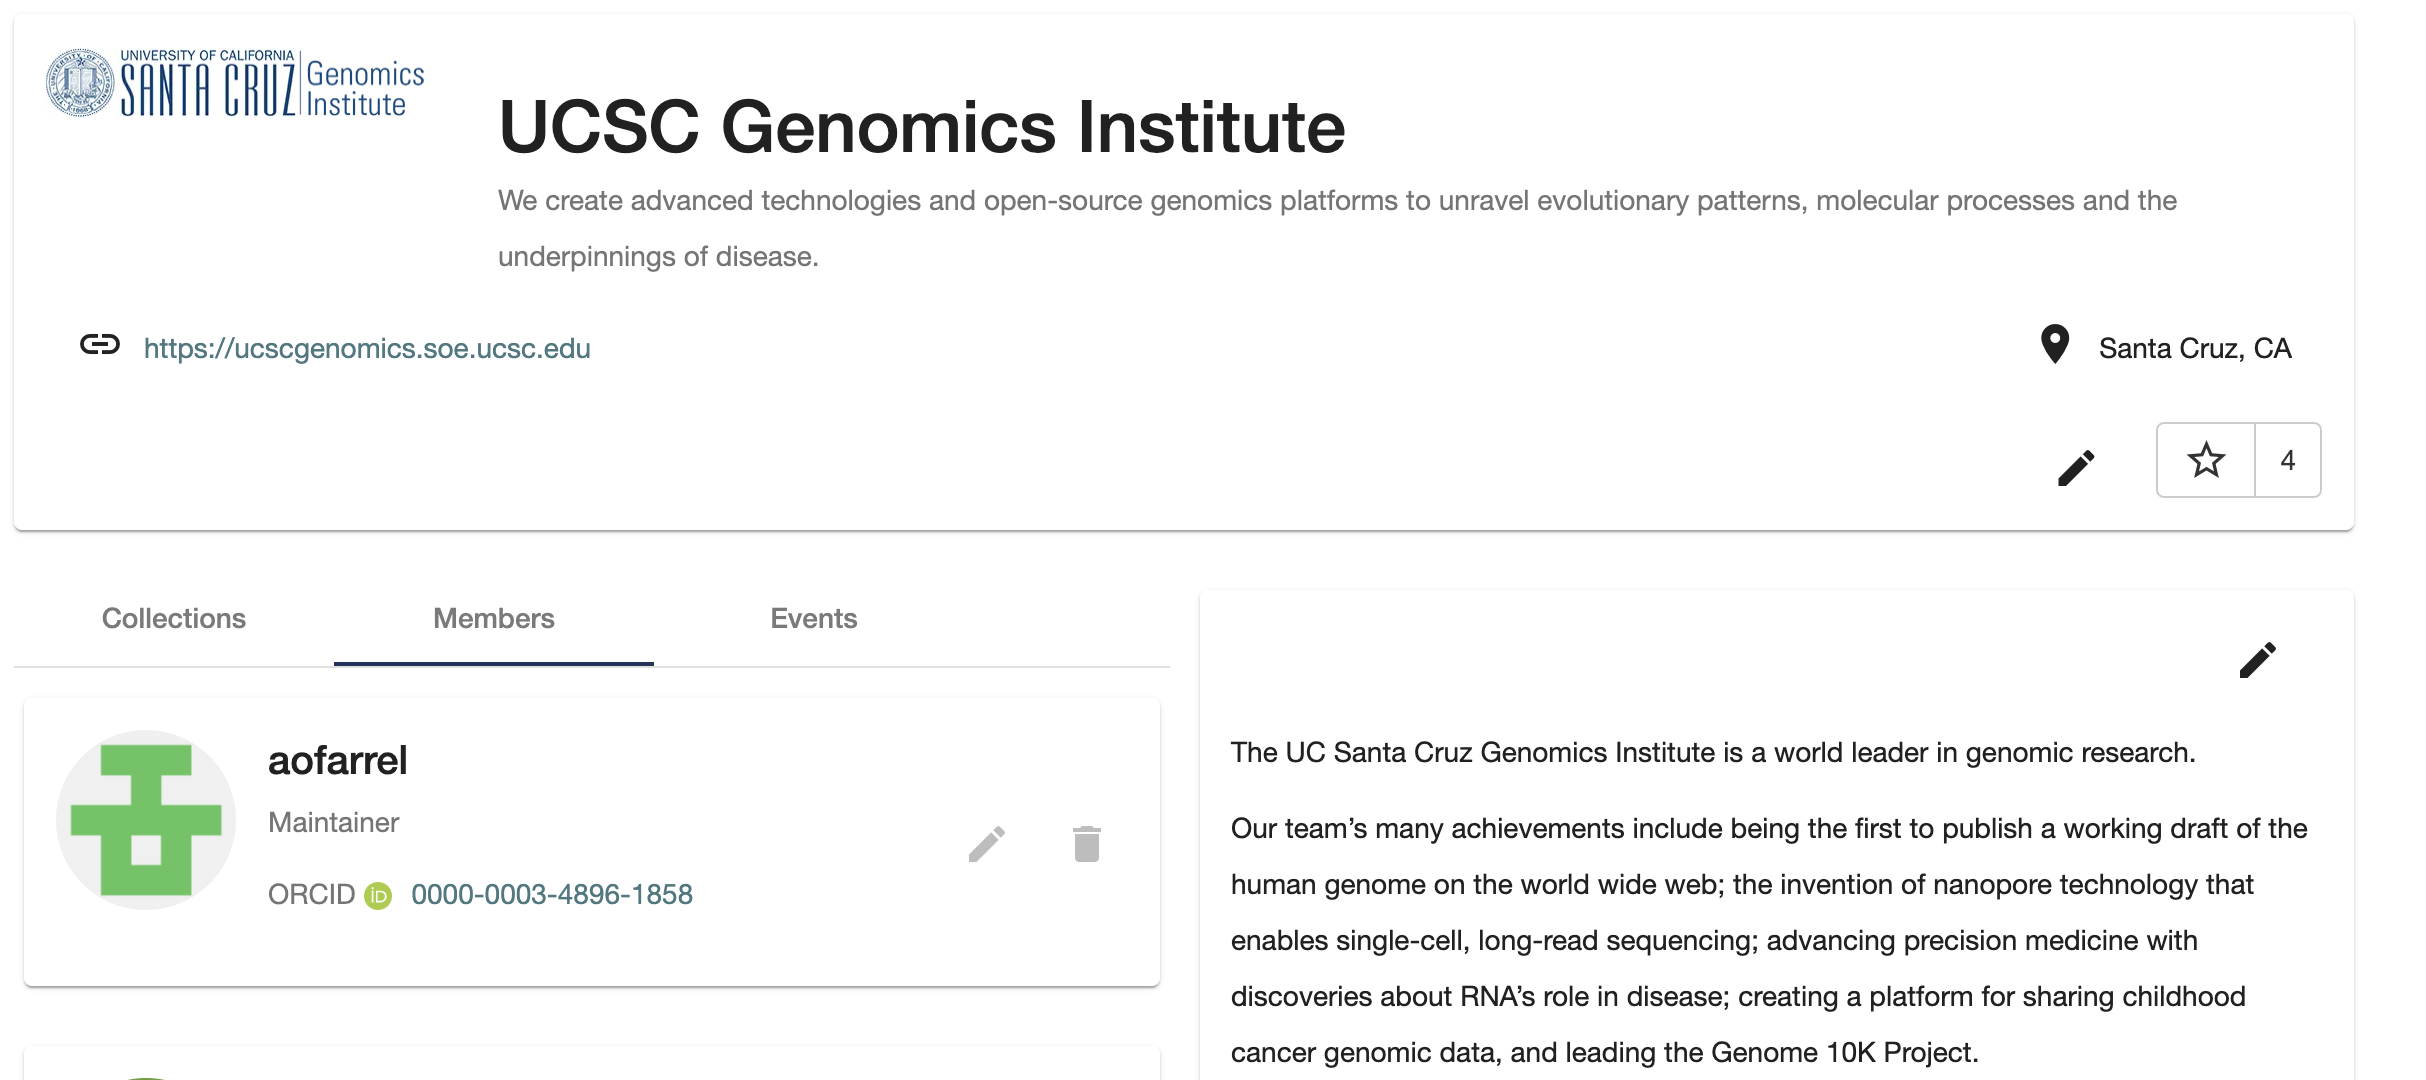 UNIVERSITY OF CALIFORNIA
SANTA CRUZ
Genomics
Institute
UCSC Genomics Institute
We create advanced technologies and open-source genomics platforms to unravel evolutionary patterns, molecular processes and the
underpinnings of disease.
https://ucscgenomics.soe.ucsc.edu
Santa Cruz, CA
4
Collections
Members
Events
aofarrel
Maintainer
ORCID iD 0000-0003-4896-1858
The UC Santa Cruz Genomics Institute is a world leader in genomic research.
Our team’s many achievements include being the first to publish a working draft of the
human genome on the world wide web; the invention of nanopore technology that
enables single-cell, long-read sequencing; advancing precision medicine with
discoveries about RNA’s role in disease; creating a platform for sharing childhood
cancer genomic data, and leading the Genome 10K Project.